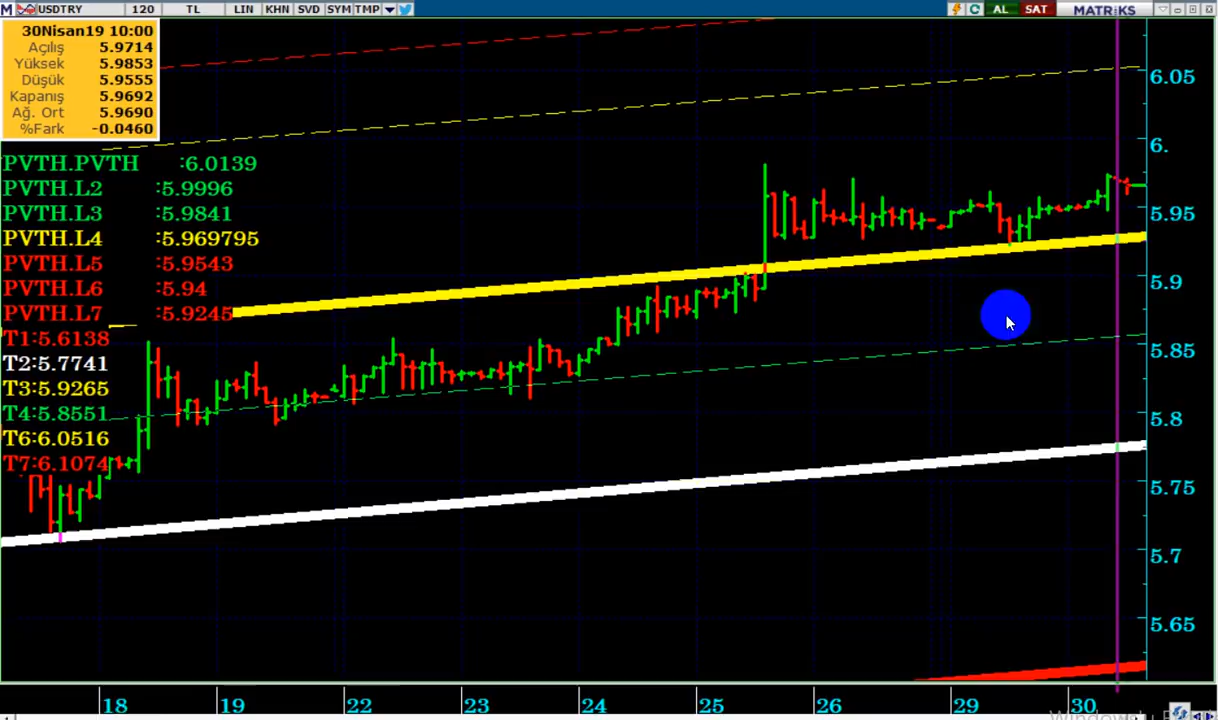 USDTRY 120 TL LIN KHN SVD SYM TMP AL SAT MATRiKS
30Nisan19 10:00
Açılış 5.9714
Yüksek 5.9853
Düşük 5.9555
Kapanış 5.9692
Ağ. Ort 5.9690
%Fark -0.0460
PVTH.PVTH :6.0139
PVTH.L2 :5.9996
PVTH.L3 :5.9841
PVTH.L4 :5.969795
PVTH.L5 :5.9543
PVTH.L6 :5.94
PVTH.L7 :5.9245
T1:5.6138
T2:5.7741
T3:5.9265
T4:5.8551
T6:6.0516
T7:6.1074
6.05
6.
5.95
5.9
5.85
5.8
5.75
5.7
5.65
18 19 22 23 24 25 26 29 30